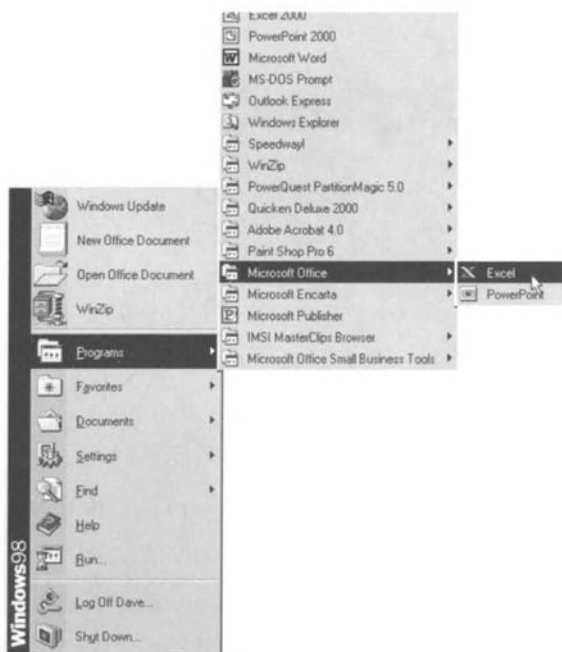 Excel 2000
PowerPoint 2000
Microsoft Word
MS-DOS Prompt
Outlook Express
Windows Explorer
Speedwayl
WinZip
PowerQuest PartitionMagic 5.0
Quicken Deluxe 2000
Adobe Acrobat 4.0
Paint Shop Pro 6
Microsoft Office
Microsoft Encarta
Microsoft Publisher
IMSI MasterClips Browser
Microsoft Office Small Business Tools
Excel
PowerPoint
Windows Update
New Office Document
Open Office Document
WinZip
Programs
Favorites
Documents
Settings
Find
Help
Run...
Log Off Dave...
Shut Down...
Windows98